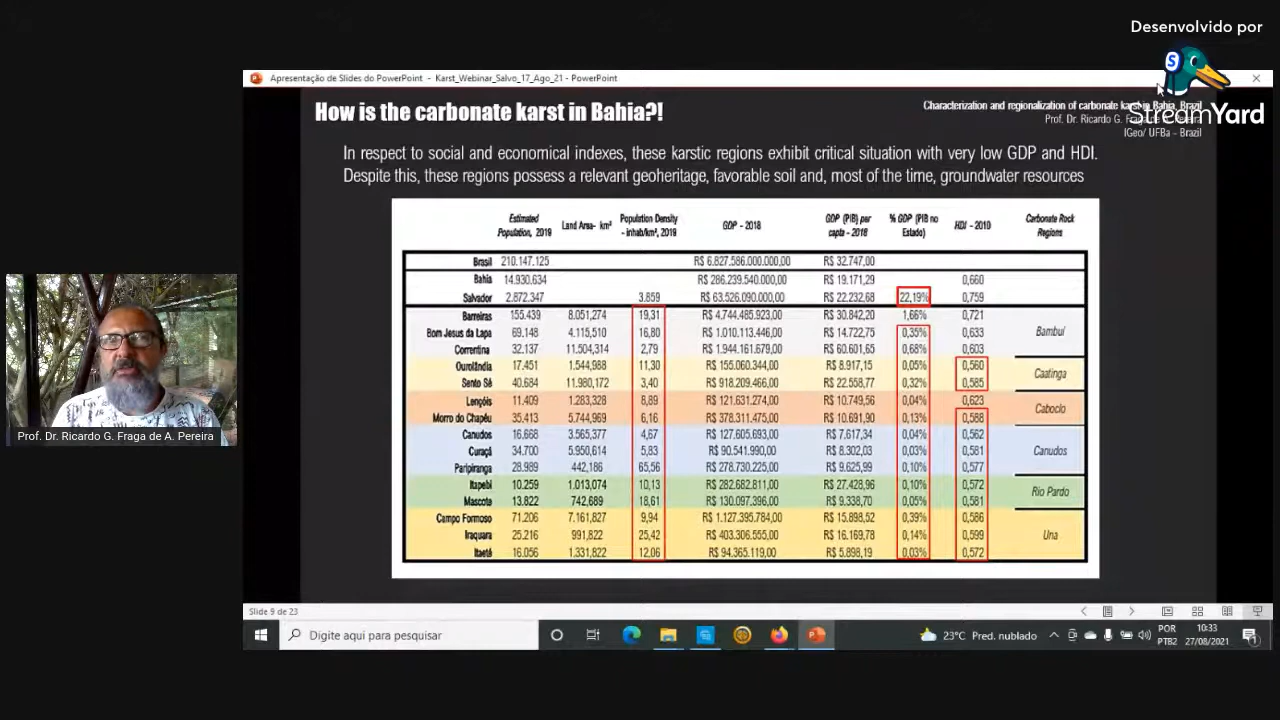 Desenvolvido por
StreamYard
Apresentação de Slides do PowerPoint - Karst_Webinar_Salvo_17_Ago_21 - PowerPoint
How is the carbonate karst in Bahia?!
Characterization and regionalization of carbonate karst in Bahia, Brazil
Prof. Dr. Ricardo G. Fraga de A. Pereira
IGeo/ UFBa - Brazil
In respect to social and economical indexes, these karstic regions exhibit critical situation with very low GDP and HDI.
Despite this, these regions possess a relevant geoheritage, favorable soil and, most of the time, groundwater resources
Estimated Population, 2019 Land Area- km² Population Density - inhab/km², 2019 GDP - 2018 GDP (PIB) per capta - 2018 % GDP (PIB no Estado) HDI - 2010 Carbonate Rock Regions
Brasil 210.147.125 R$ 6.827.586.000.000,00 R$ 32.747,00
Bahia 14.930.634 R$ 286.239.540.000,00 R$ 19.171,29 0,660
Salvador 2.872.347 3.859 R$ 63.526.090.000,00 R$ 22.232,68 22,19% 0,759
Barreiras 155.439 8.051,274 19,31 R$ 4.744.485.923,00 R$ 30.842,20 1,66% 0,721
Bom Jesus da Lapa 69.148 4.115,510 16,80 R$ 1.010.113.446,00 R$ 14.722,75 0,35% 0,633 Bambuí
Correntina 32.137 11.504,314 2,79 R$ 1.944.161.679,00 R$ 60.601,65 0,68% 0,603
Ourolândia 17.451 1.544,988 11,30 R$ 155.060.344,00 R$ 8.917,15 0,05% 0,560 Caatinga
Sento Sé 40.684 11.980,172 3,40 R$ 918.209.466,00 R$ 22.558,77 0,32% 0,585
Lençóis 11.409 1.283,328 8,89 R$ 121.631.274,00 R$ 10.749,56 0,04% 0,623 Caboclo
Morro do Chapéu 35.413 5.744,969 6,16 R$ 378.311.475,00 R$ 10.691,90 0,13% 0,588
Canudos 16.668 3.565,377 4,67 R$ 127.605.693,00 R$ 7.617,34 0,04% 0,562
Curaçá 34.700 5.950,614 5,83 R$ 90.541.990,00 R$ 8.302,03 0,03% 0,581 Canudos
Paripiranga 28.989 442,186 65,56 R$ 278.730.225,00 R$ 9.625,99 0,10% 0,577
Itapebi 10.259 1.013,074 10,13 R$ 282.682.811,00 R$ 27.428,96 0,10% 0,572 Rio Pardo
Mascota 13.822 742,689 18,61 R$ 130.097.396,00 R$ 9.338,70 0,05% 0,581
Campo Formoso 71.206 7.161,827 9,94 R$ 1.127.395.784,00 R$ 15.898,52 0,39% 0,586
Iraquara 25.216 991,822 25,42 R$ 403.306.555,00 R$ 16.169,78 0,14% 0,599 Una
Itaetê 16.056 1.331,822 12,06 R$ 94.365.119,00 R$ 5.898,19 0,03% 0,572
Prof. Dr. Ricardo G. Fraga de A. Pereira
Slide 9 de 23
Digite aqui para pesquisar
23°C Pred. nublado
POR
PTB2
10:33
27/08/2021